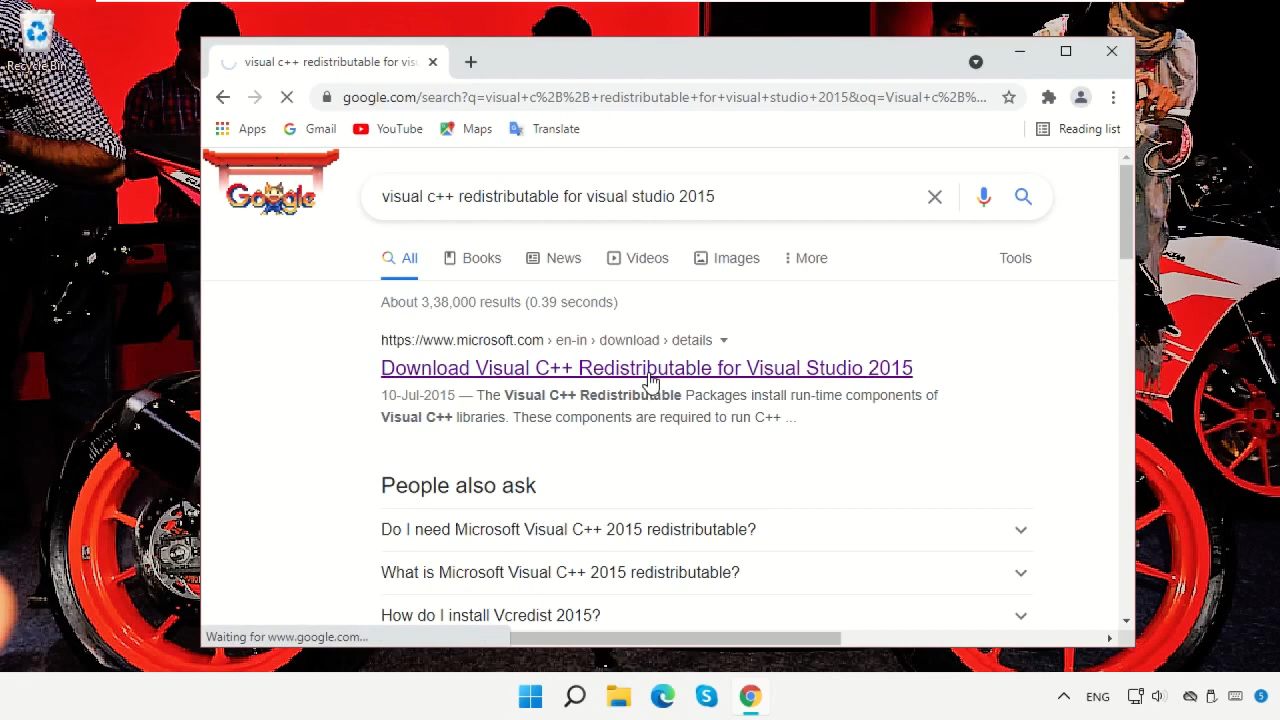 Recycle Bin
visual c++ redistributable for vis
google.com/search?q=visual+c%2B%2B+redistributable+for+visual+studio+2015&oq=Visual+c%2B%...
Apps
Gmail
YouTube
Maps
Translate
Reading list
Google
visual c++ redistributable for visual studio 2015
All
Books
News
Videos
Images
More
Tools
About 3,38,000 results (0.39 seconds)
https://www.microsoft.com › en-in › download › details
Download Visual C++ Redistributable for Visual Studio 2015
10-Jul-2015 — The Visual C++ Redistributable Packages install run-time components of
Visual C++ libraries. These components are required to run C++ ...
People also ask
Do I need Microsoft Visual C++ 2015 redistributable?
What is Microsoft Visual C++ 2015 redistributable?
How do I install Vcredist 2015?
Waiting for www.google.com...
ENG
5